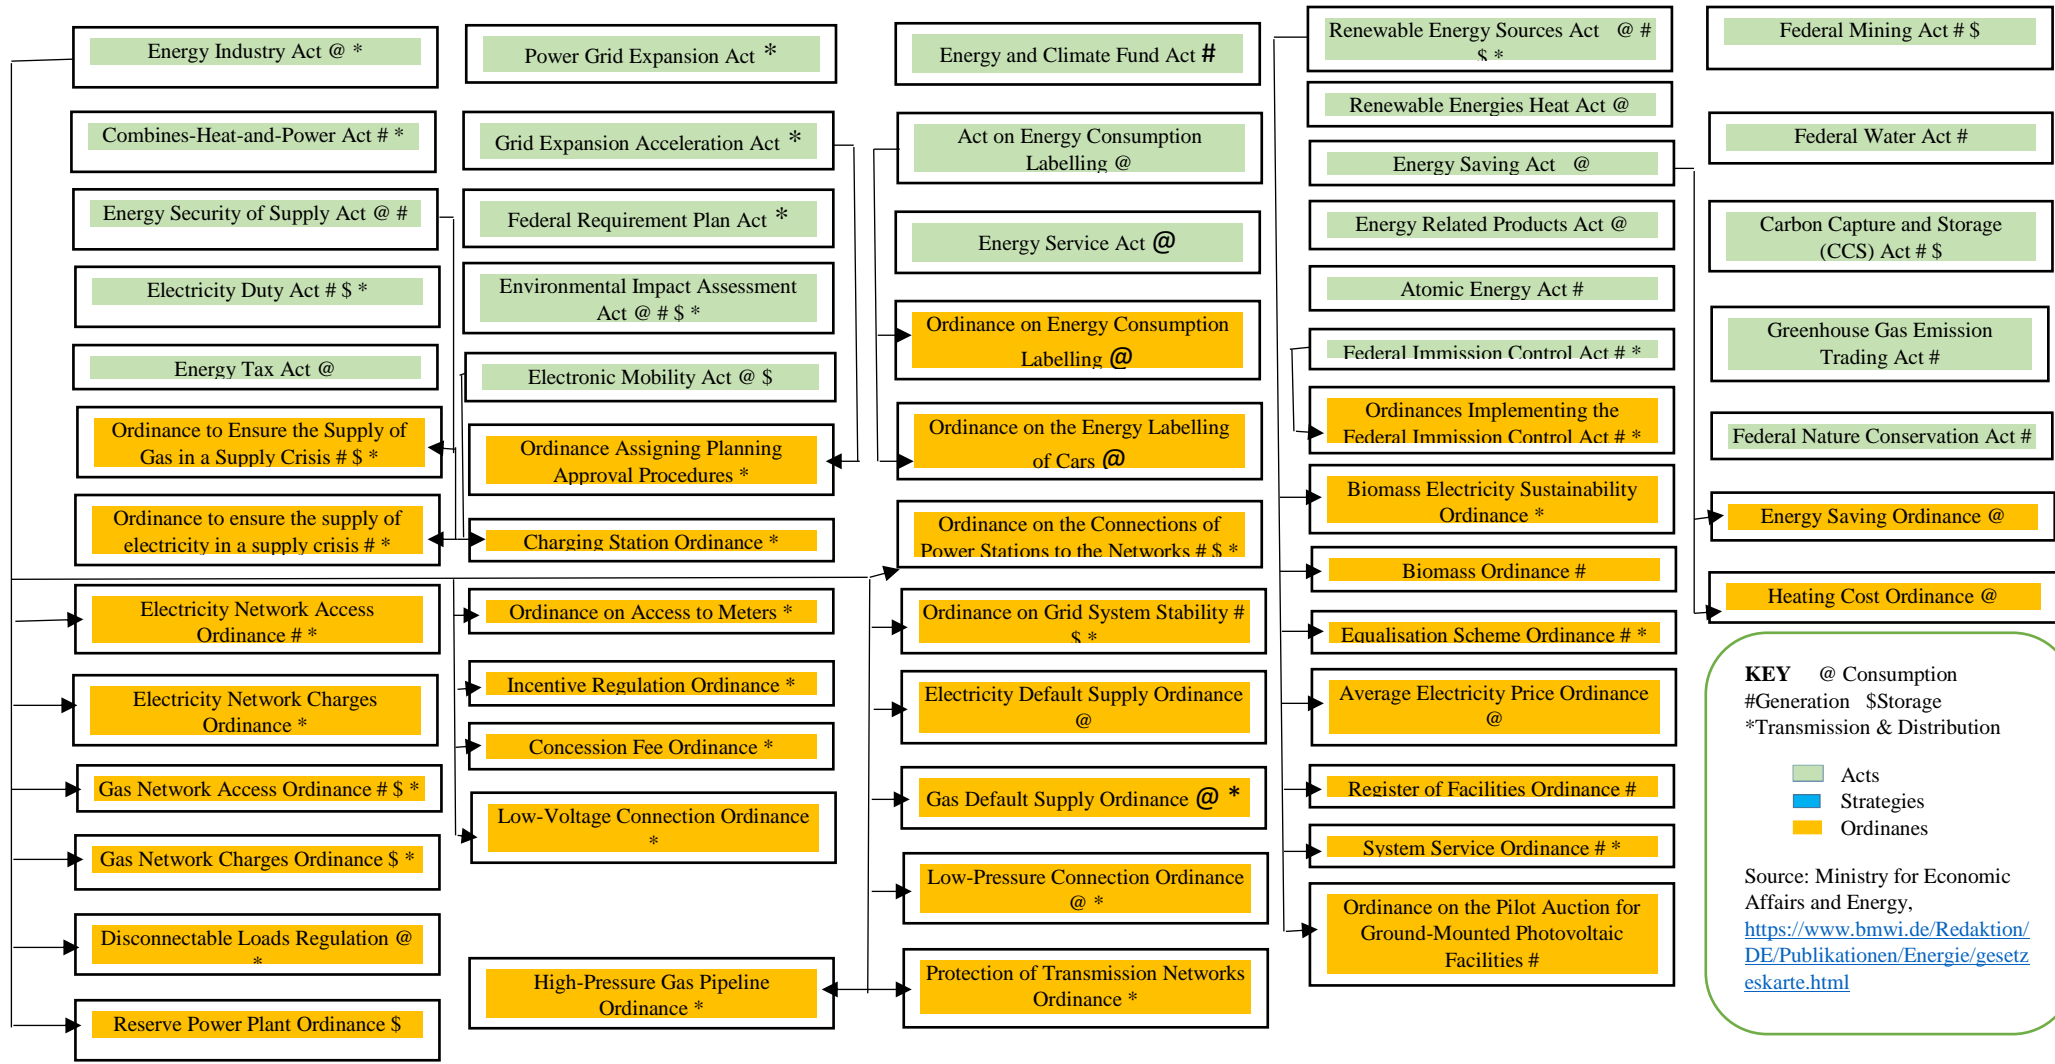 Energy Industry Act @ *
Combines-Heat-and-Power Act # *
Energy Security of Supply Act @ #
Electricity Duty Act # $ *
Energy Tax Act @
Ordinance to Ensure the Supply of
Gas in a Supply Crisis # $ *
Ordinance to ensure the supply of
electricity in a supply crisis # *
Electricity Network Access
Ordinance # *
Electricity Network Charges
Ordinance *
Gas Network Access Ordinance # $ *
Gas Network Charges Ordinance $ *
Disconnectable Loads Regulation @
*
Reserve Power Plant Ordinance $
Power Grid Expansion Act *
Grid Expansion Acceleration Act *
Federal Requirement Plan Act *
Environmental Impact Assessment
Act @ # $ *
Electronic Mobility Act @ $
Ordinance Assigning Planning
Approval Procedures *
Charging Station Ordinance *
Ordinance on Access to Meters *
Incentive Regulation Ordinance *
Concession Fee Ordinance *
Low-Voltage Connection Ordinance
*
High-Pressure Gas Pipeline
Ordinance *
Energy and Climate Fund Act #
Act on Energy Consumption
Labelling @
Energy Service Act @
Ordinance on Energy Consumption
Labelling @
Ordinance on the Energy Labelling
of Cars @
Ordinance on the Connections of
Power Stations to the Networks # $ *
Ordinance on Grid System Stability #
$ *
Electricity Default Supply Ordinance
@
Gas Default Supply Ordinance @ *
Low-Pressure Connection Ordinance
@ *
Protection of Transmission Networks
Ordinance *
Renewable Energy Sources Act @ #
$ *
Renewable Energies Heat Act @
Energy Saving Act @
Energy Related Products Act @
Atomic Energy Act #
Federal Immission Control Act # *
Ordinances Implementing the
Federal Immission Control Act # *
Biomass Electricity Sustainability
Ordinance *
Biomass Ordinance #
Equalisation Scheme Ordinance # *
Average Electricity Price Ordinance
@
Register of Facilities Ordinance #
System Service Ordinance # *
Ordinance on the Pilot Auction for
Ground-Mounted Photovoltaic
Facilities #
Federal Mining Act # $
Federal Water Act #
Carbon Capture and Storage
(CCS) Act # $
Greenhouse Gas Emission
Trading Act #
Federal Nature Conservation Act #
Energy Saving Ordinance @
Heating Cost Ordinance @
KEY @ Consumption
#Generation $Storage
*Transmission & Distribution
Acts
Strategies
Ordinanes
Source: Ministry for Economic
Affairs and Energy,
https://www.bmwi.de/Redaktion/
DE/Publikationen/Energie/gesetz
eskarte.html